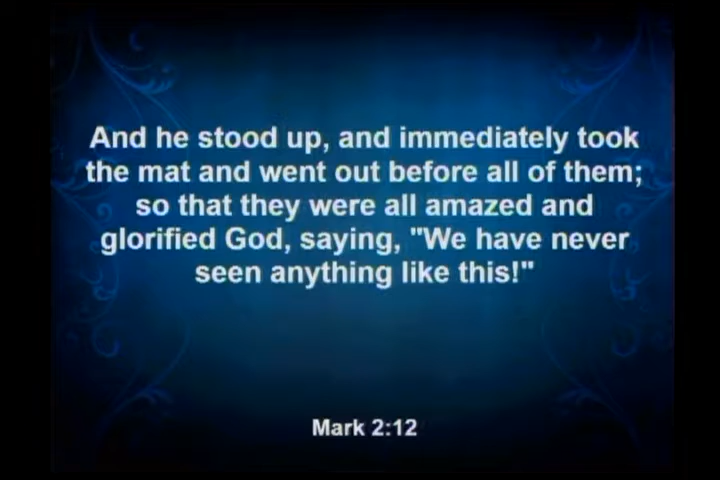 And he stood up, and immediately took
the mat and went out before all of them;
so that they were all amazed and
glorified God, saying, "We have never
seen anything like this!"
Mark 2:12